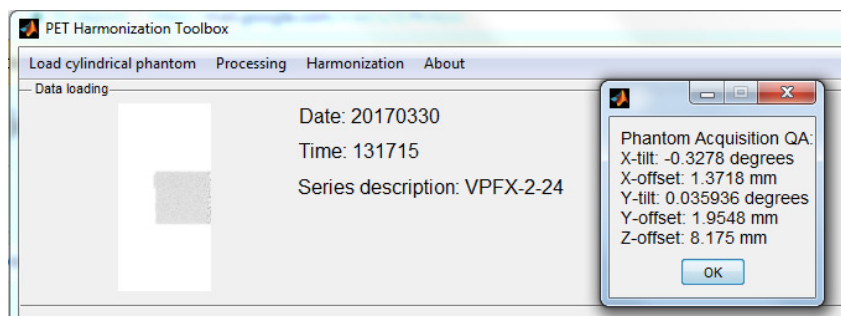 PET Harmonization Toolbox
Load cylindrical phantom Processing Harmonization About
Data loading
Date: 20170330
Time: 131715
Series description: VPFX-2-24
Phantom Acquisition QA:
X-tilt: -0.3278 degrees
X-offset: 1.3718 mm
Y-tilt: 0.035936 degrees
Y-offset: 1.9548 mm
Z-offset: 8.175 mm
OK